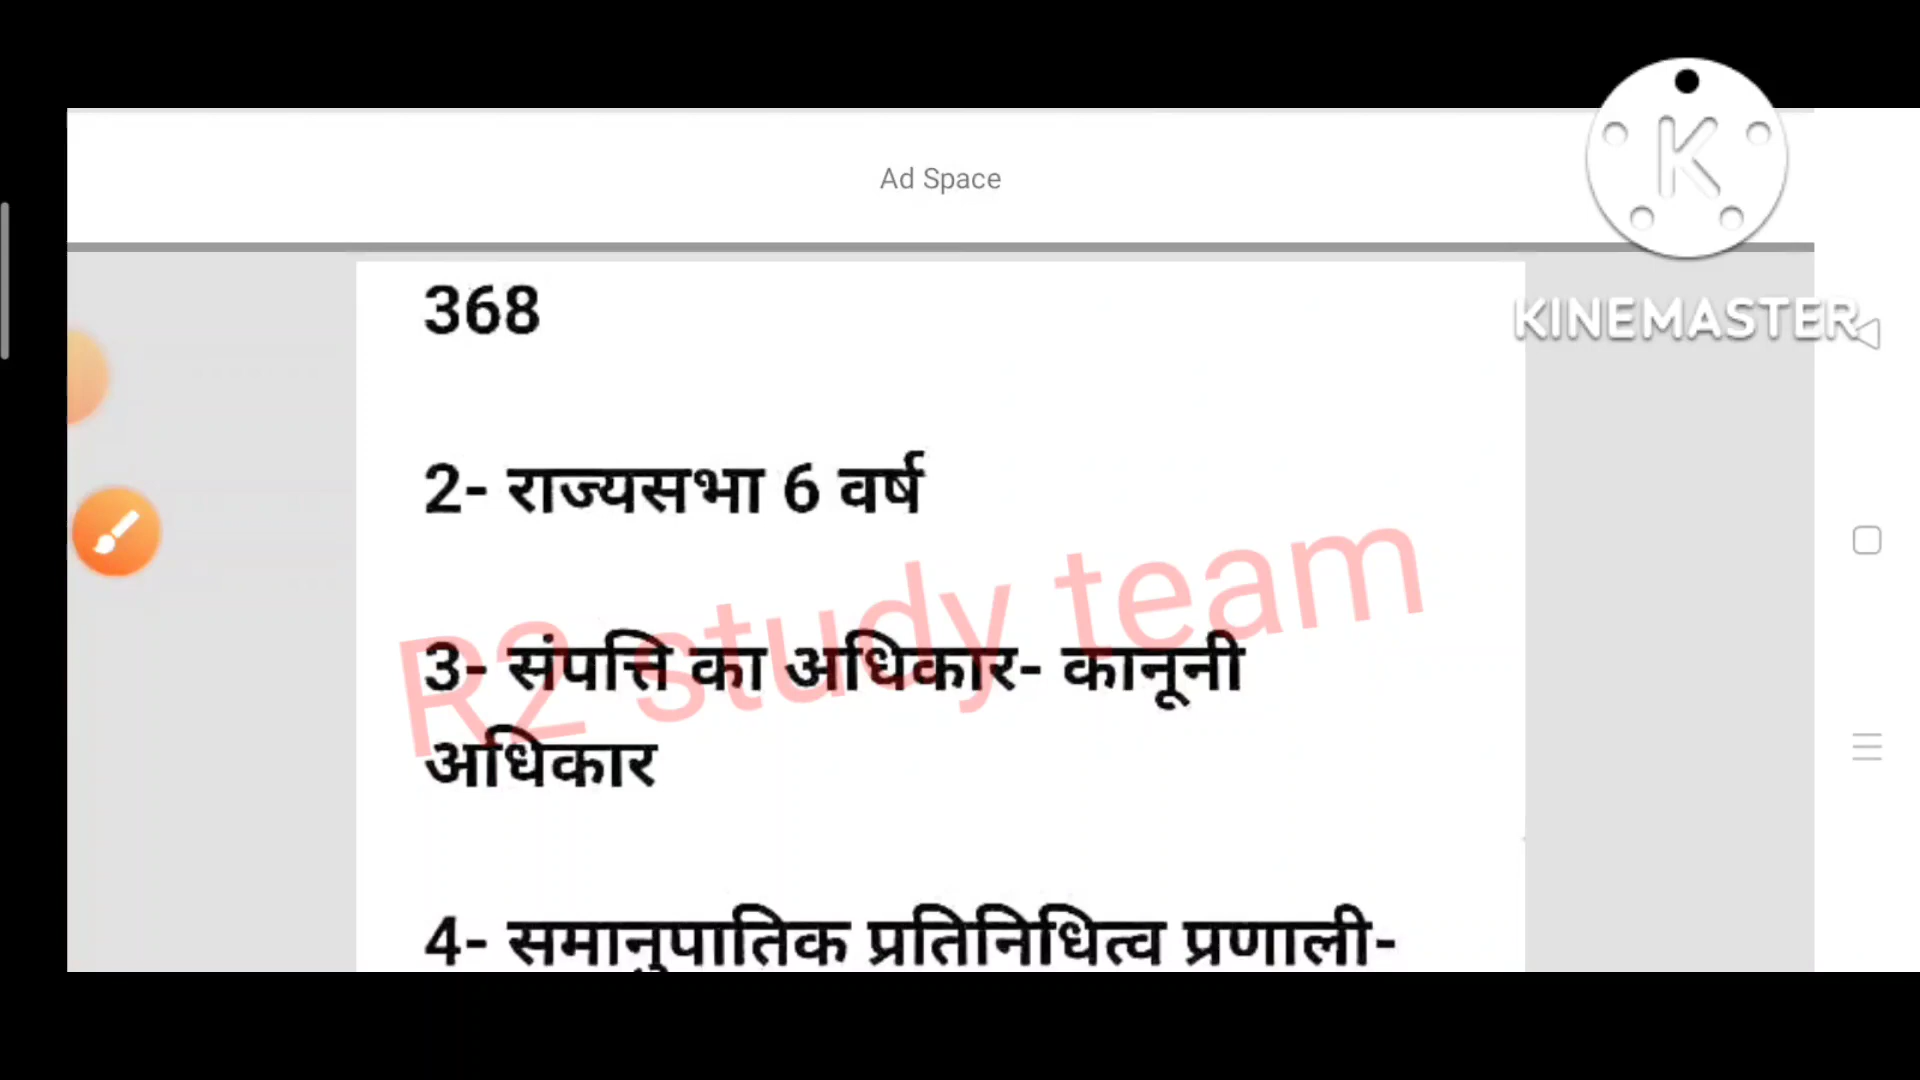 Ad Space
K
KINEMASTER
368
2- राज्यसभा 6 वर्ष
R2 study team
3- संपत्ति का अधिकार- कानूनी
अधिकार
4- समानुपातिक प्रतिनिधित्व प्रणाली-